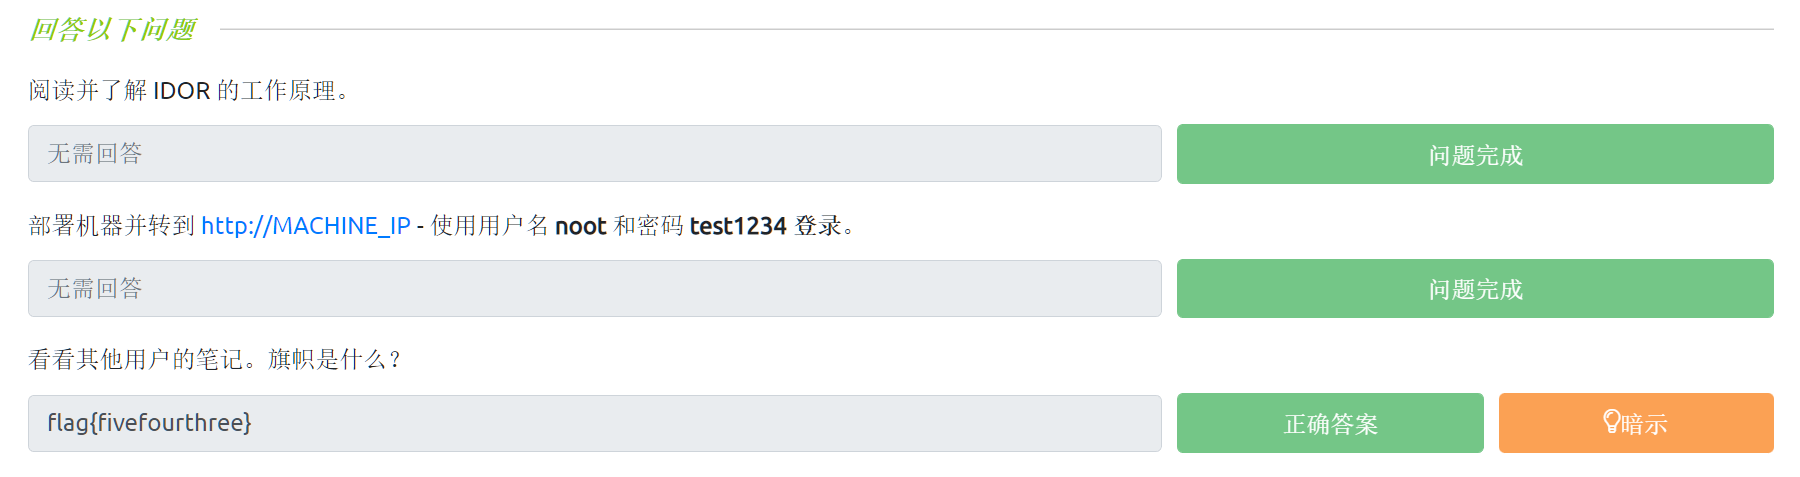 回答以下问题
阅读并了解 IDOR 的工作原理。
无需回答
问题完成
部署机器并转到 http://MACHINE_IP - 使用用户名 noot 和密码 test1234 登录。
无需回答
问题完成
看看其他用户的笔记。旗帜是什么？
flag{fivefourthree}
正确答案
暗示